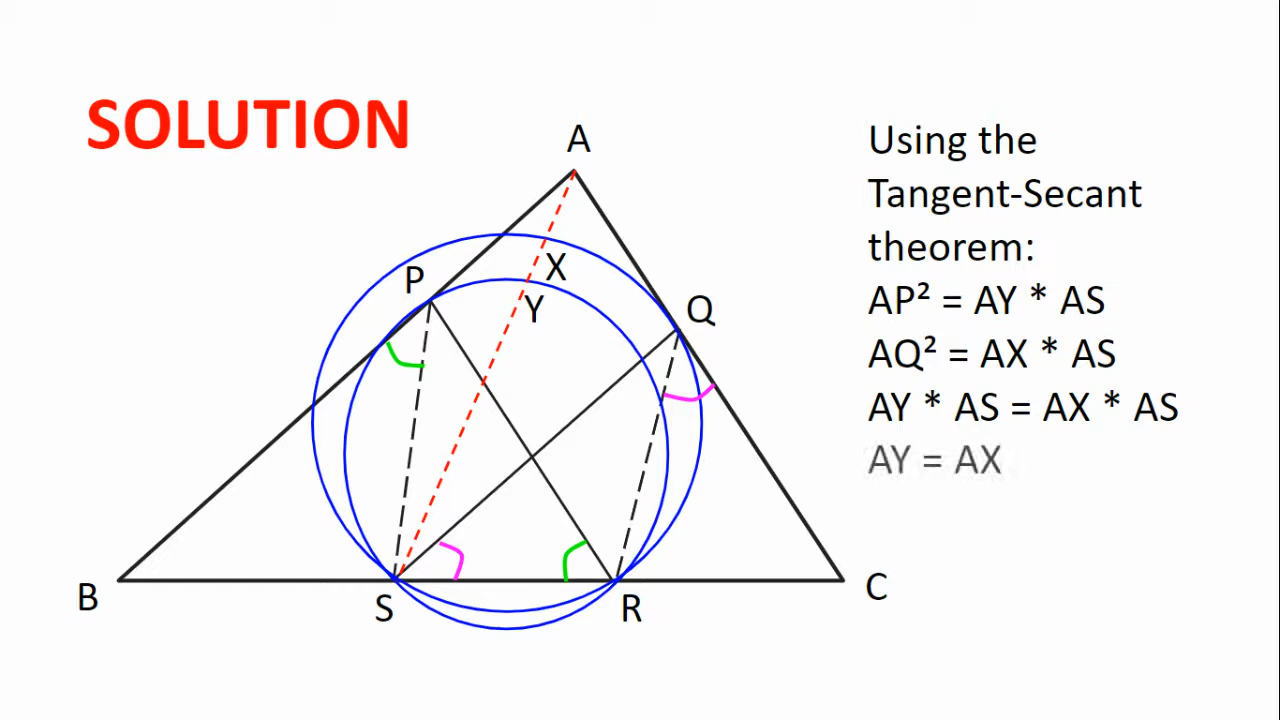 SOLUTION
A
Using the
Tangent-Secant
theorem:
AP² = AY * AS
AQ² = AX * AS
AY * AS = AX * AS
AY = AX
P
X
Y
Q
B
S
R
C